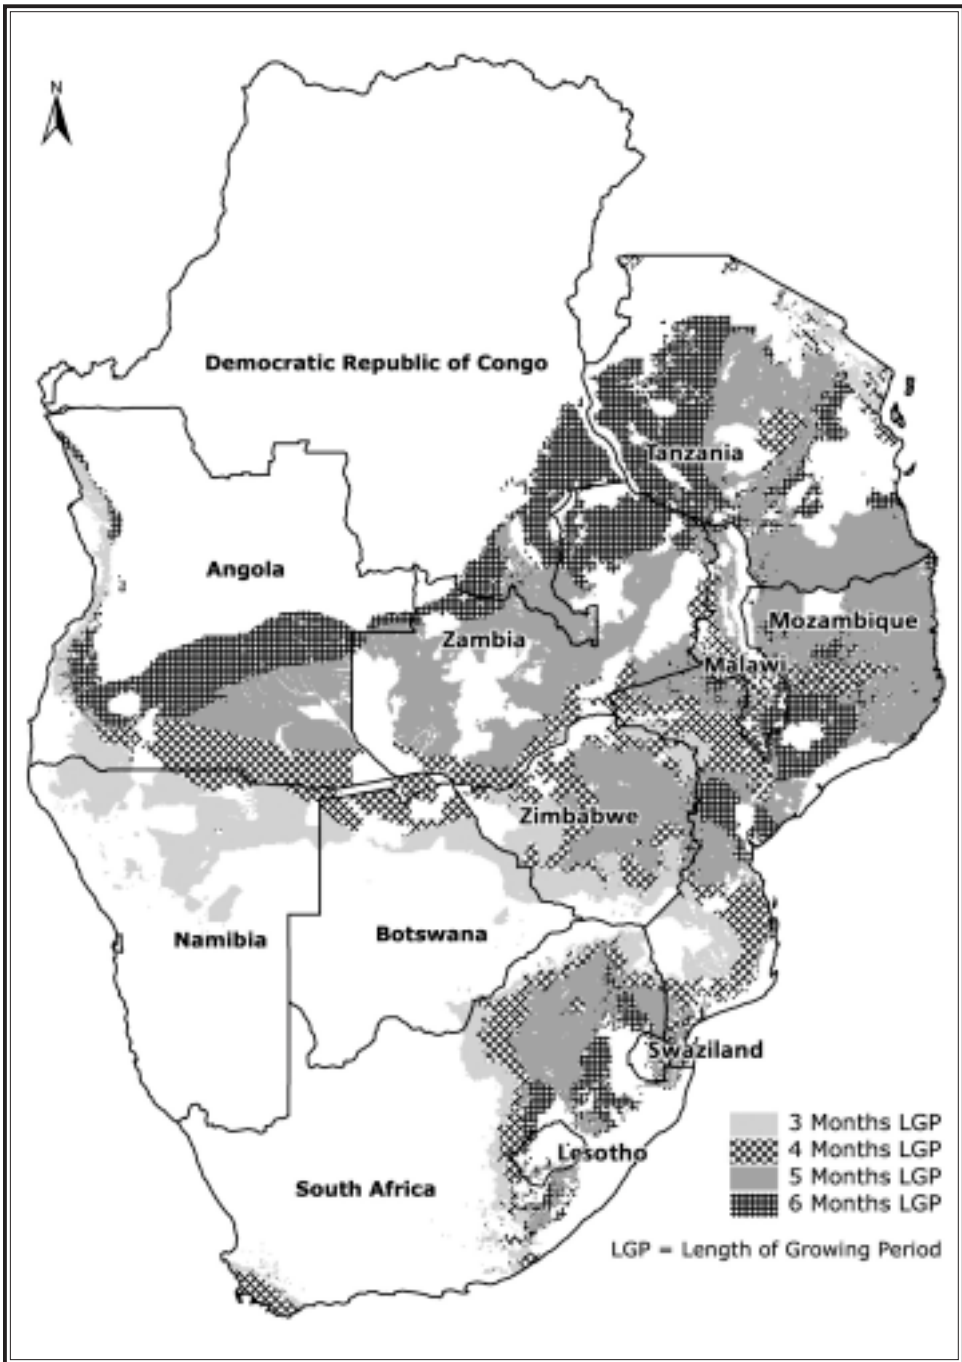 N
Democratic Republic of Congo
Tanzania
Angola
Mozambique
Zambia
Malawi
Zimbabwe
Namibia
Botswana
Swaziland
3 Months LGP
4 Months LGP
Lesotho
5 Months LGP
South Africa
6 Months LGP
LGP = Length of Growing Period